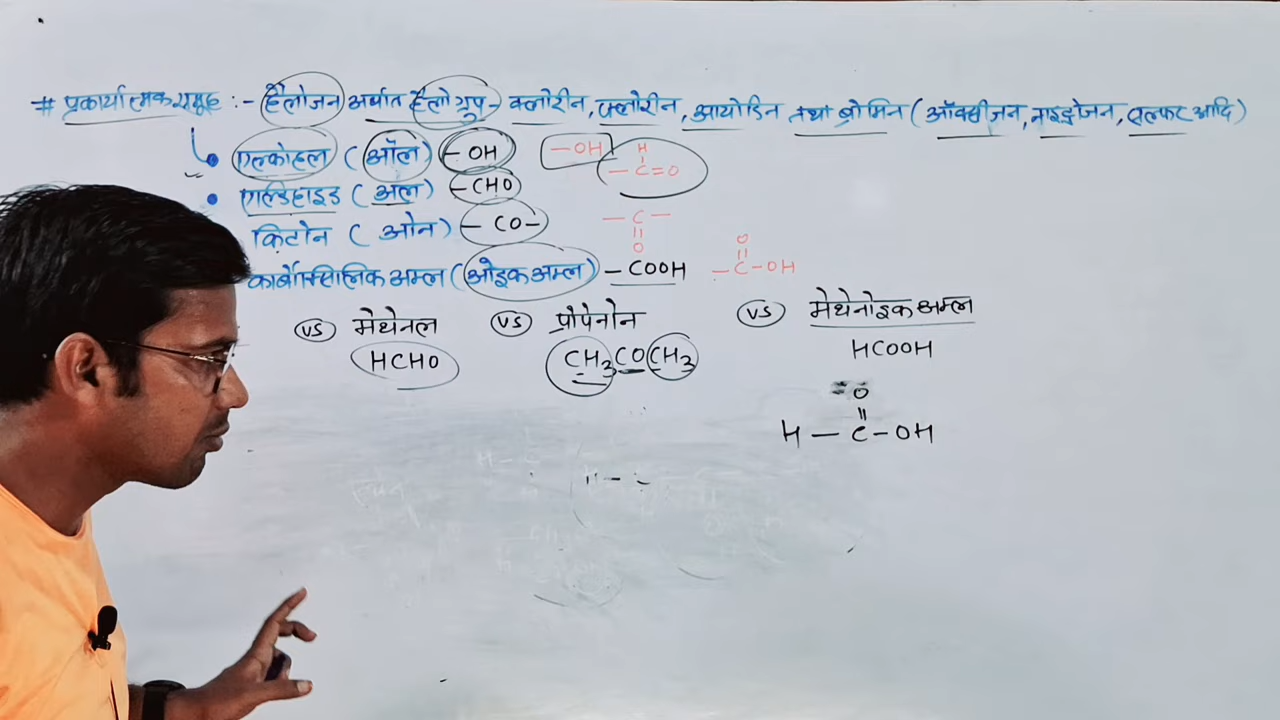 # प्रकार्यात्मक समूह :- हैलोजन अर्थात हैलो ग्रुप - क्लोरीन, फ्लोरीन, आयोडिन तथा ब्रोमिन ( ऑक्सीजन, नाइट्रोजन, सल्फर आदि )
• एल्कोहल ( ऑल ) - OH -OH
H
- C = O
• एल्डिहाइड ( अल ) - CHO
किटोन ( ओन ) - CO -
- C -
||
O
कार्बोक्सिलिक अम्ल ( ओइक अम्ल ) - COOH
O
||
- C - OH
VS मेथेनल VS प्रोपेनोन VS मेथेनोइक अम्ल
HCHO CH3COCH3 HCOOH
O
||
H - C - OH